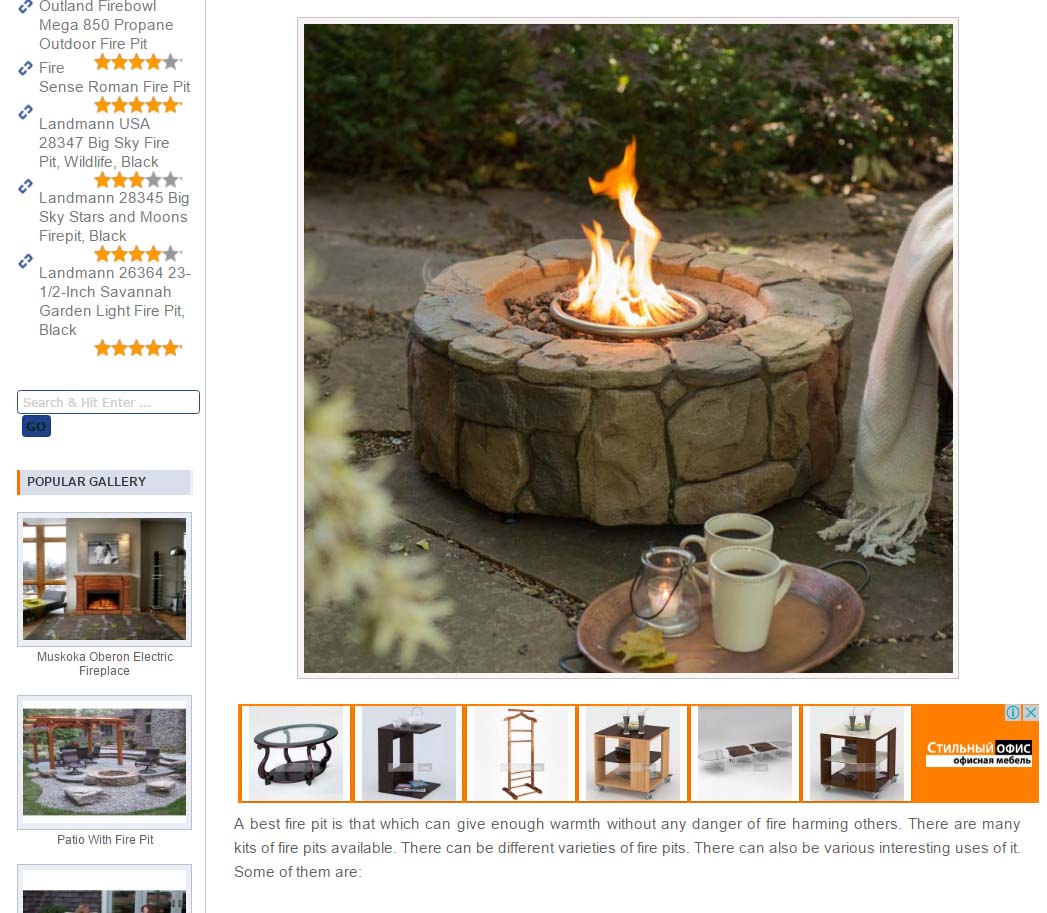 Outland Firebowl
Mega 850 Propane
Outdoor Fire Pit
Fire
Sense Roman Fire Pit
Landmann USA
28347 Big Sky Fire
Pit, Wildlife, Black
Landmann 28345 Big
Sky Stars and Moons
Firepit, Black
Landmann 26364 23-
1/2-Inch Savannah
Garden Light Fire Pit,
Black
Search & Hit Enter ...
GO
POPULAR GALLERY
Muskoka Oberon Electric
Fireplace
Patio With Fire Pit
Стильный офис
офисная мебель
A best fire pit is that which can give enough warmth without any danger of fire harming others. There are many
kits of fire pits available. There can be different varieties of fire pits. There can also be various interesting uses of it.
Some of them are: